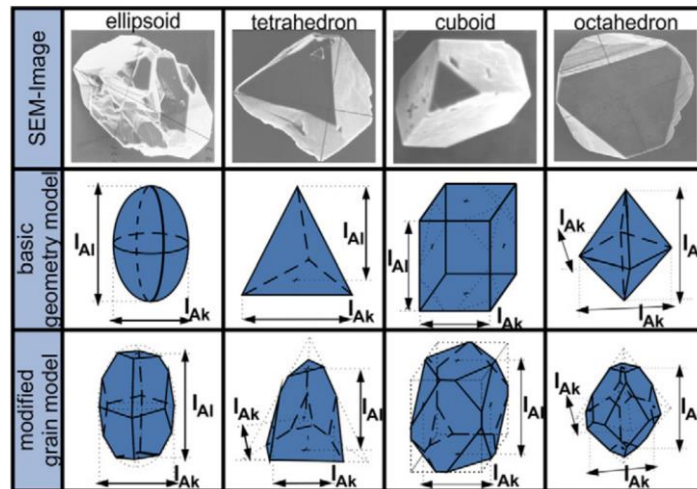 ellipsoid tetrahedron cuboid octahedron
SEM-Image
basic
geometry model
lAl
lAk
lAl
lAk
lAl
lAk
lAk
lAk
modified
grain model
lAl
lAk
lAk
lAl
lAk
lAl
lAk
lAk
lAk